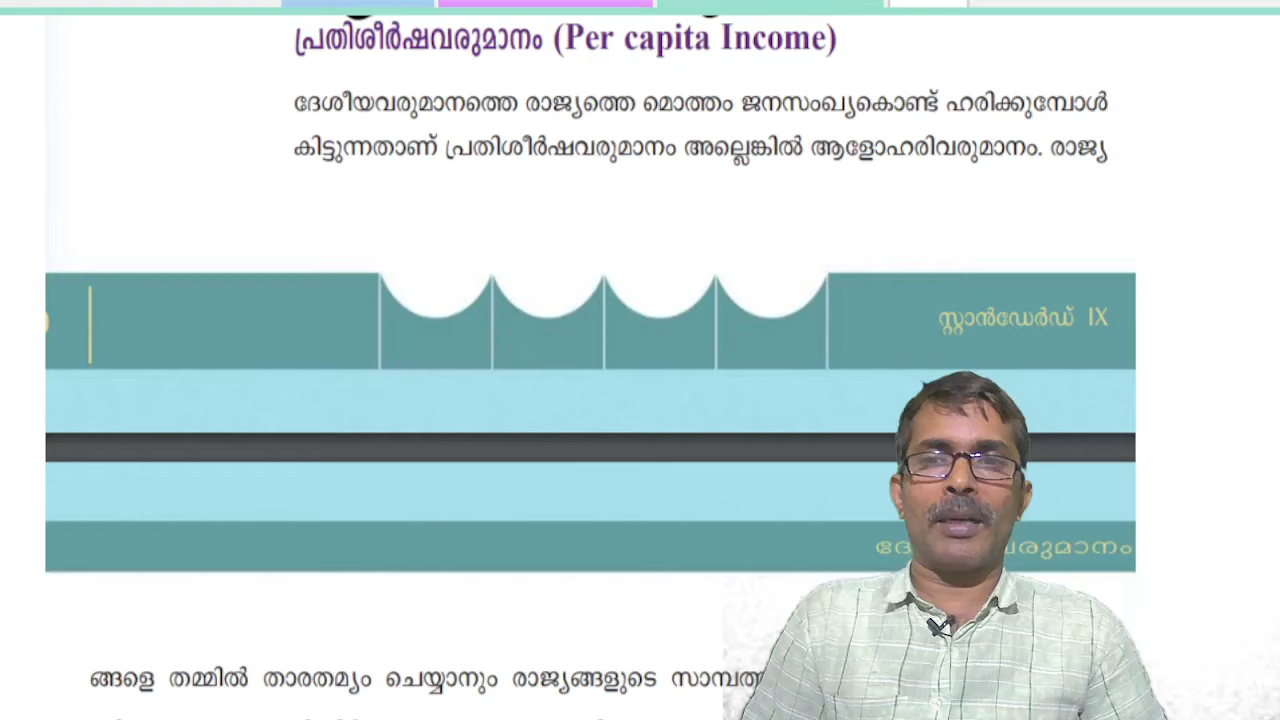 പ്രതിശീർഷവരുമാനം (Per capita Income)
ദേശീയവരുമാനത്തെ രാജ്യത്തെ മൊത്തം ജനസംഖ്യകൊണ്ട് ഹരിക്കുമ്പോൾ
കിട്ടുന്നതാണ് പ്രതിശീർഷവരുമാനം അല്ലെങ്കിൽ ആളോഹരിവരുമാനം. രാജ്യ
സ്റ്റാൻഡേർഡ് IX
ങ്ങളെ തമ്മിൽ താരതമ്യം ചെയ്യാനും രാജ്യങ്ങളുടെ